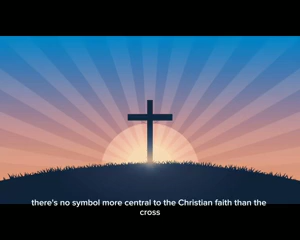 there's no symbol more central to the Christian faith than the
cross